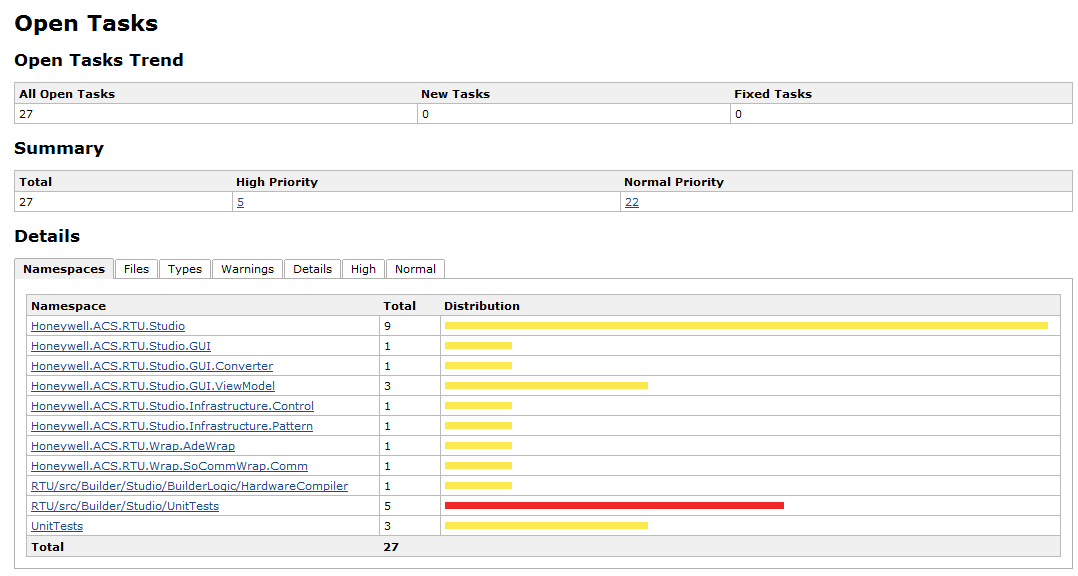 Open Tasks
Open Tasks Trend
All Open Tasks New Tasks Fixed Tasks
27 0 0
Summary
Total High Priority Normal Priority
27 5 22
Details
Namespaces Files Types Warnings Details High Normal
Namespace Total Distribution
Honeywell.ACS.RTU.Studio 9
Honeywell.ACS.RTU.Studio.GUI 1
Honeywell.ACS.RTU.Studio.GUI.Converter 1
Honeywell.ACS.RTU.Studio.GUI.ViewModel 3
Honeywell.ACS.RTU.Studio.Infrastructure.Control 1
Honeywell.ACS.RTU.Studio.Infrastructure.Pattern 1
Honeywell.ACS.RTU.Wrap.AdeWrap 1
Honeywell.ACS.RTU.Wrap.SoCommWrap.Comm 1
RTU/src/Builder/Studio/BuilderLogic/HardwareCompiler 1
RTU/src/Builder/Studio/UnitTests 5
UnitTests 3
Total 27